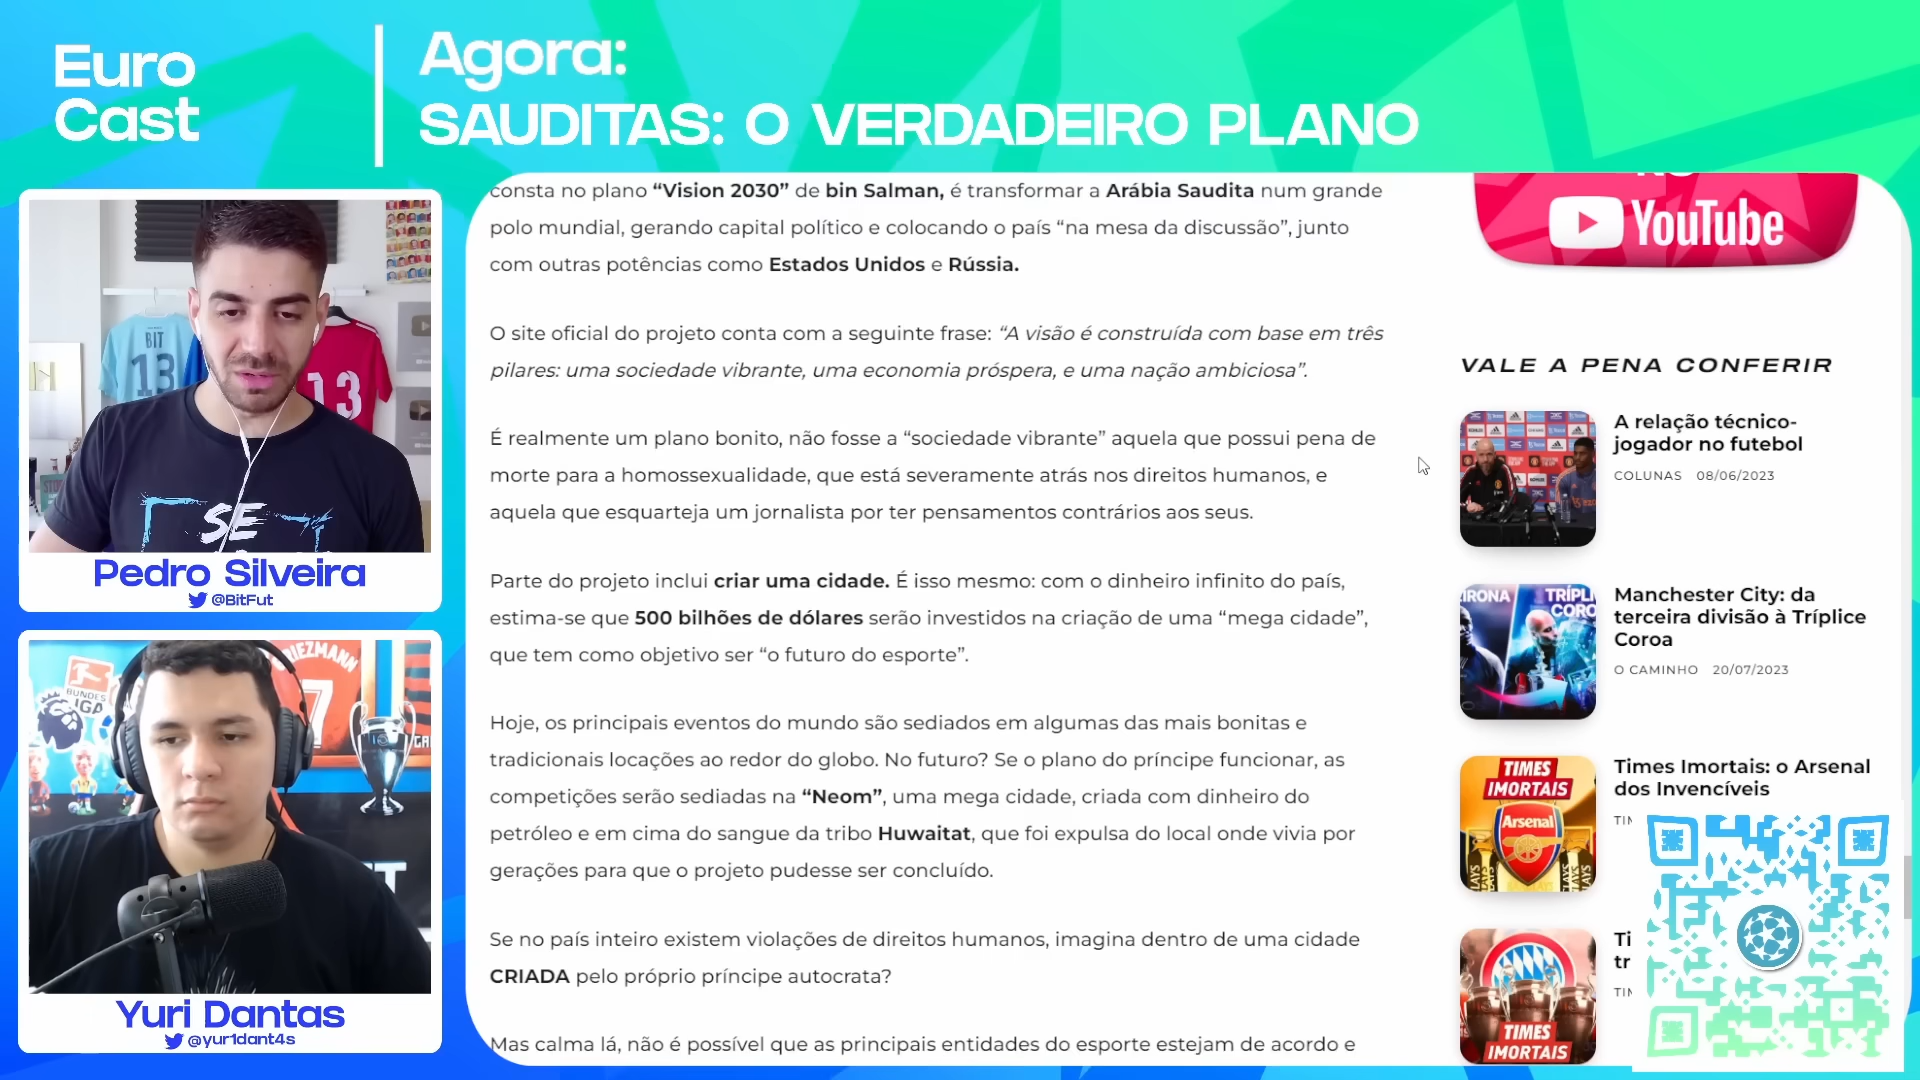 Euro
Cast
Agora:
SAUDITAS: O VERDADEIRO PLANO
BIT
13
13
SE
Pedro Silveira
@BitFut
BUNDES
LIGA
GRIEZMANN
7
Yuri Dantas
@yur1dant4s
consta no plano “Vision 2030” de bin Salman, é transformar a Arábia Saudita num grande
polo mundial, gerando capital político e colocando o país “na mesa da discussão”, junto
com outras potências como Estados Unidos e Rússia.
O site oficial do projeto conta com a seguinte frase: “A visão é construída com base em três
pilares: uma sociedade vibrante, uma economia próspera, e uma nação ambiciosa”.
É realmente um plano bonito, não fosse a “sociedade vibrante” aquela que possui pena de
morte para a homossexualidade, que está severamente atrás nos direitos humanos, e
aquela que esquarteja um jornalista por ter pensamentos contrários aos seus.
Parte do projeto inclui criar uma cidade. É isso mesmo: com o dinheiro infinito do país,
estima-se que 500 bilhões de dólares serão investidos na criação de uma “mega cidade”,
que tem como objetivo ser “o futuro do esporte”.
Hoje, os principais eventos do mundo são sediados em algumas das mais bonitas e
tradicionais locações ao redor do globo. No futuro? Se o plano do príncipe funcionar, as
competições serão sediadas na “Neom”, uma mega cidade, criada com dinheiro do
petróleo e em cima do sangue da tribo Huwaitat, que foi expulsa do local onde vivia por
gerações para que o projeto pudesse ser concluído.
Se no país inteiro existem violações de direitos humanos, imagina dentro de uma cidade
CRIADA pelo próprio príncipe autocrata?
Mas calma lá, não é possível que as principais entidades do esporte estejam de acordo e
YouTube
VALE A PENA CONFERIR
A relação técnico-
jogador no futebol
COLUNAS 08/06/2023
Manchester City: da
terceira divisão à Tríplice
Coroa
O CAMINHO 20/07/2023
TIMES
IMORTAIS
Arsenal
Times Imortais: o Arsenal
dos Invencíveis
TIMES
IMORTAIS